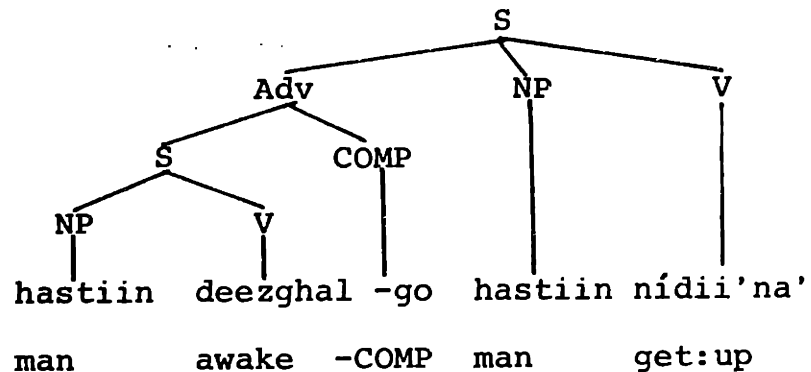 S
Adv NP V
S COMP
NP V
hastiin deezghal -go hastiin nídii'na'
man awake -COMP man get:up